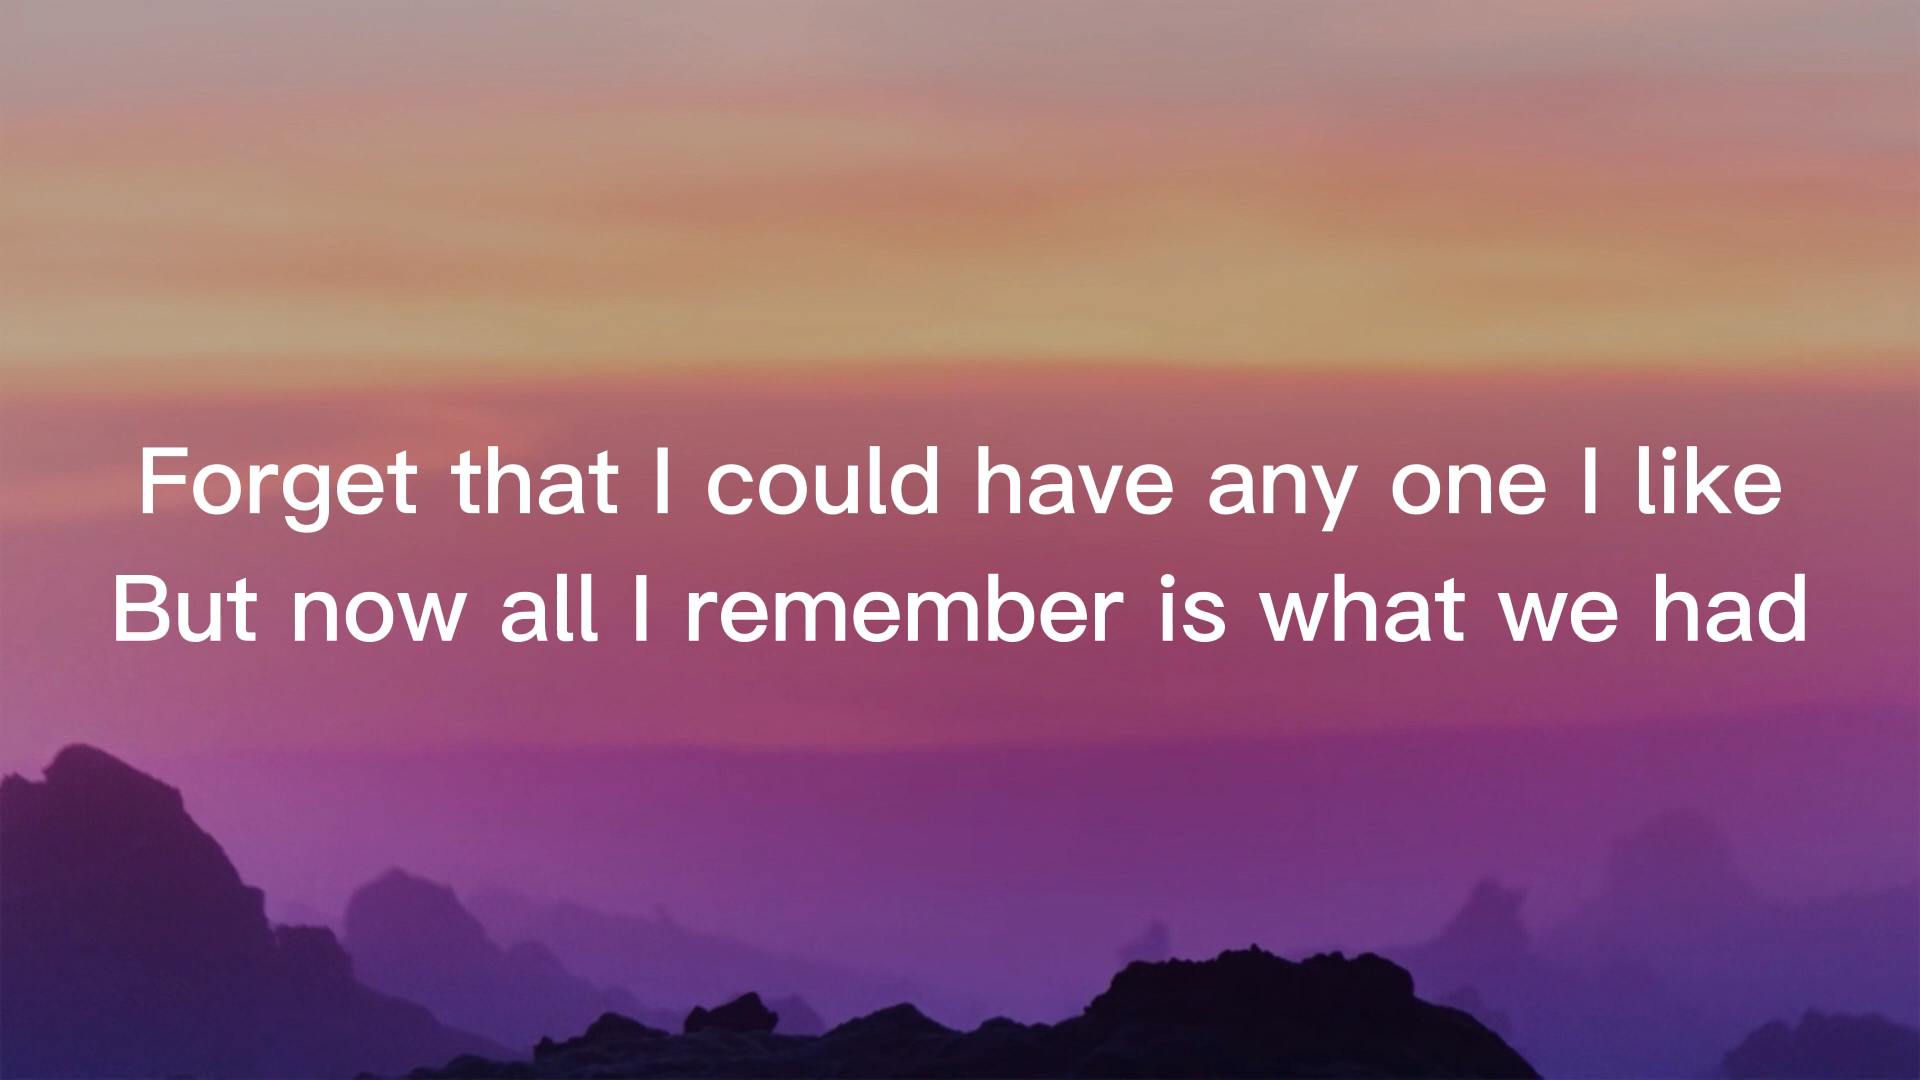 Forget that I could have any one I like
But now all I remember is what we had